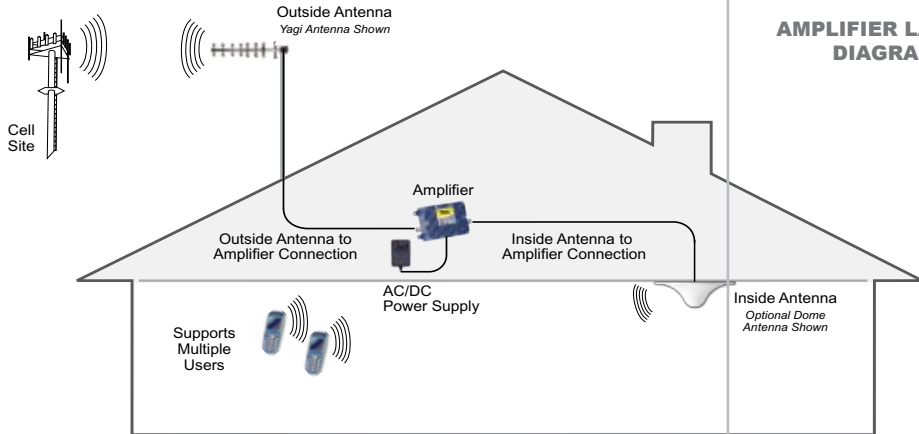 Outside Antenna
Yagi Antenna Shown
AMPLIFIER
Cell
Site
Amplifier
Outside Antenna to
Amplifier Connection
Inside Antenna to
Amplifier Connection
AC/DC
Power Supply
Inside Antenna
Optional Dome
Antenna Shown
Supports
Multiple
Users